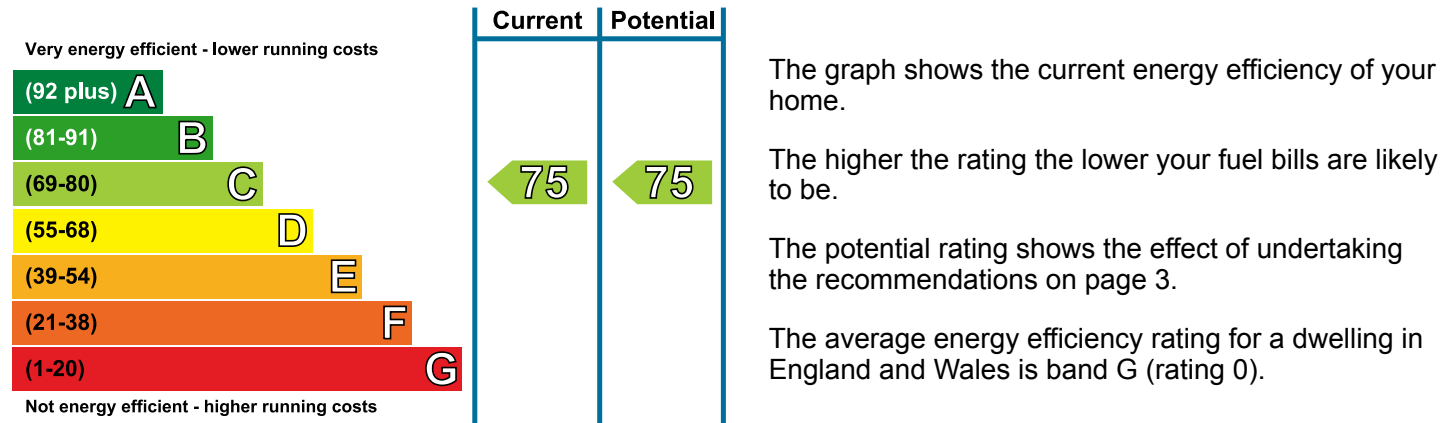 Current Potential
Very energy efficient - lower running costs
(92 plus) A
(81-91) B
(69-80) C
75 75
(55-68) D
(39-54) E
(21-38) F
(1-20) G
Not energy efficient - higher running costs
The graph shows the current energy efficiency of your
home.
The higher the rating the lower your fuel bills are likely
to be.
The potential rating shows the effect of undertaking
the recommendations on page 3.
The average energy efficiency rating for a dwelling in
England and Wales is band G (rating 0).